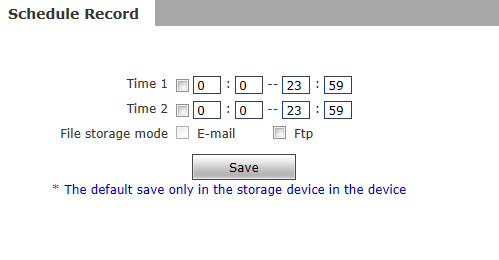 Schedule Record
Time 1 0 : 0 -- 23 : 59
Time 2 0 : 0 -- 23 : 59
File storage mode E-mail Ftp
Save
* The default save only in the storage device in the device